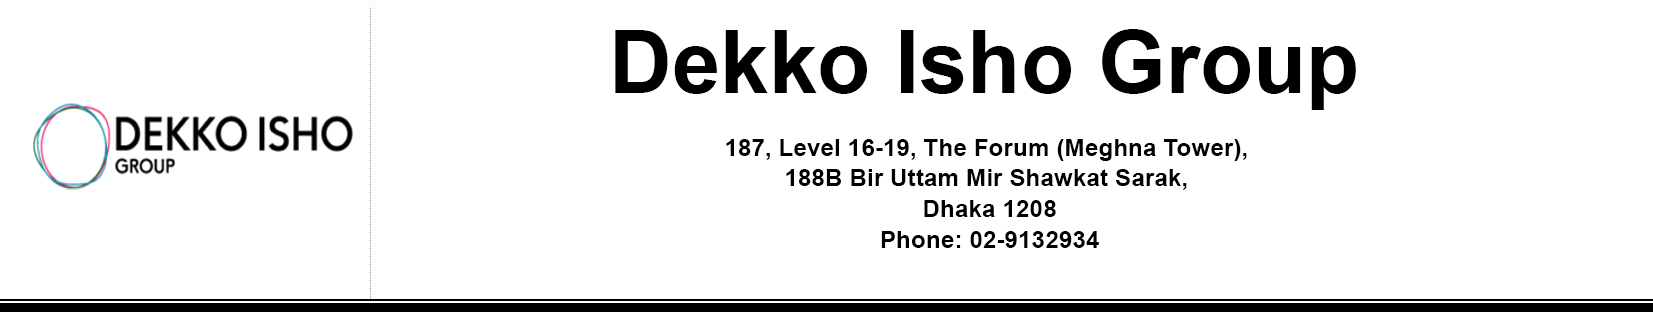 DEKKO ISHO
GROUP
Dekko Isho Group
187, Level 16-19, The Forum (Meghna Tower),
188B Bir Uttam Mir Shawkat Sarak,
Dhaka 1208
Phone: 02-9132934